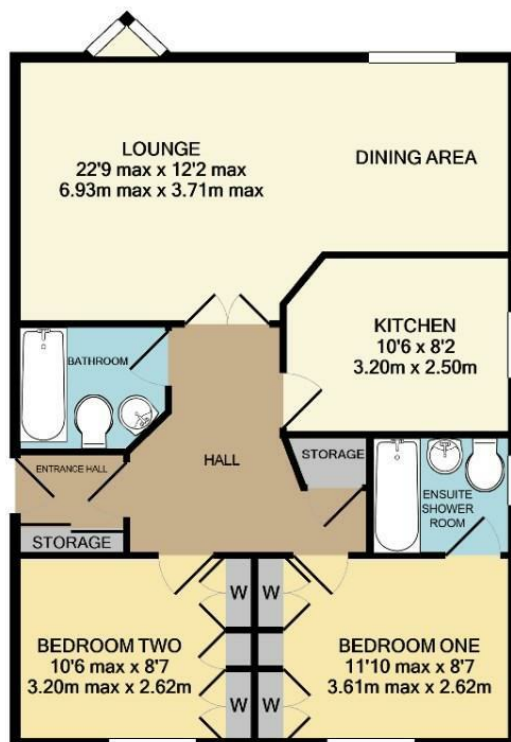 LOUNGE
22'9 max x 12'2 max
6.93m max x 3.71m max
DINING AREA
KITCHEN
10'6 x 8'2
3.20m x 2.50m
BATHROOM
HALL
STORAGE
ENTRANCE HALL
STORAGE
ENSUITE
SHOWER
ROOM
W
W
BEDROOM TWO
10'6 max x 8'7
3.20m max x 2.62m
BEDROOM ONE
11'10 max x 8'7
3.61m max x 2.62m
W
W